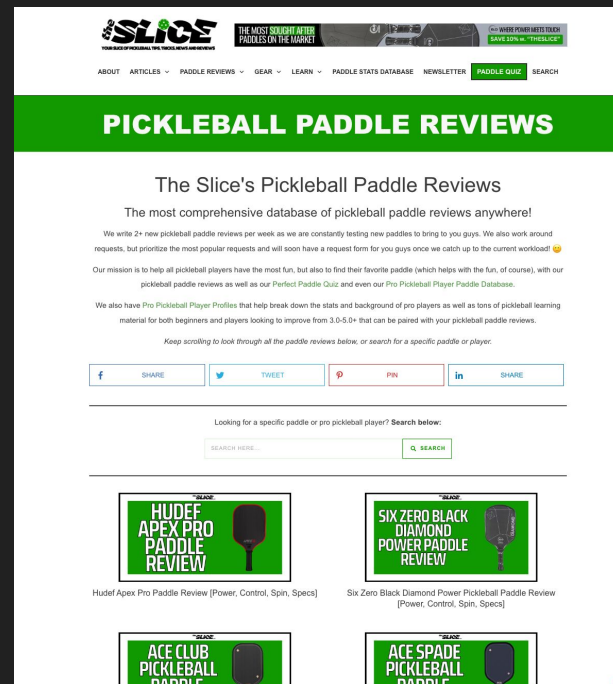 THE SLICE
YOUR SLICE OF PICKLEBALL TIPS, TRICKS, NEWS AND REVIEWS
THE MOST SOUGHT AFTER
PADDLES ON THE MARKET
WHERE POWER MEETS TOUCH
SAVE 10% w. "THESLICE"
ABOUT ARTICLES PADDLE REVIEWS GEAR LEARN PADDLE STATS DATABASE NEWSLETTER PADDLE QUIZ SEARCH
PICKLEBALL PADDLE REVIEWS
The Slice's Pickleball Paddle Reviews
The most comprehensive database of pickleball paddle reviews anywhere!
We write 2+ new pickleball paddle reviews per week as we are constantly testing new paddles to bring to you guys. We also work around
requests, but prioritize the most popular requests and will soon have a request form for you guys once we catch up to the current workload! 😀
Our mission is to help all pickleball players have the most fun, but also to find their favorite paddle (which helps with the fun, of course), with our
pickleball paddle reviews as well as our Perfect Paddle Quiz and even our Pro Pickleball Player Paddle Database.
We also have Pro Pickleball Player Profiles that help break down the stats and background of pro players as well as tons of pickleball learning
material for both beginners and players looking to improve from 3.0-5.0+ that can be paired with your pickleball paddle reviews.
Keep scrolling to look through all the paddle reviews below, or search for a specific paddle or player.
SHARE TWEET PIN SHARE
Looking for a specific paddle or pro pickleball player? Search below:
SEARCH HERE... SEARCH
THE SLICE
HUDEF
APEX PRO
PADDLE
REVIEW
Hudef Apex Pro Paddle Review [Power, Control, Spin, Specs]
THE SLICE
SIX ZERO BLACK
DIAMOND
POWER PADDLE
REVIEW
Six Zero Black Diamond Power Pickleball Paddle Review
[Power, Control, Spin, Specs]
THE SLICE
ACE CLUB
PICKLEBALL
PADDLE
THE SLICE
ACE SPADE
PICKLEBALL
PADDLE